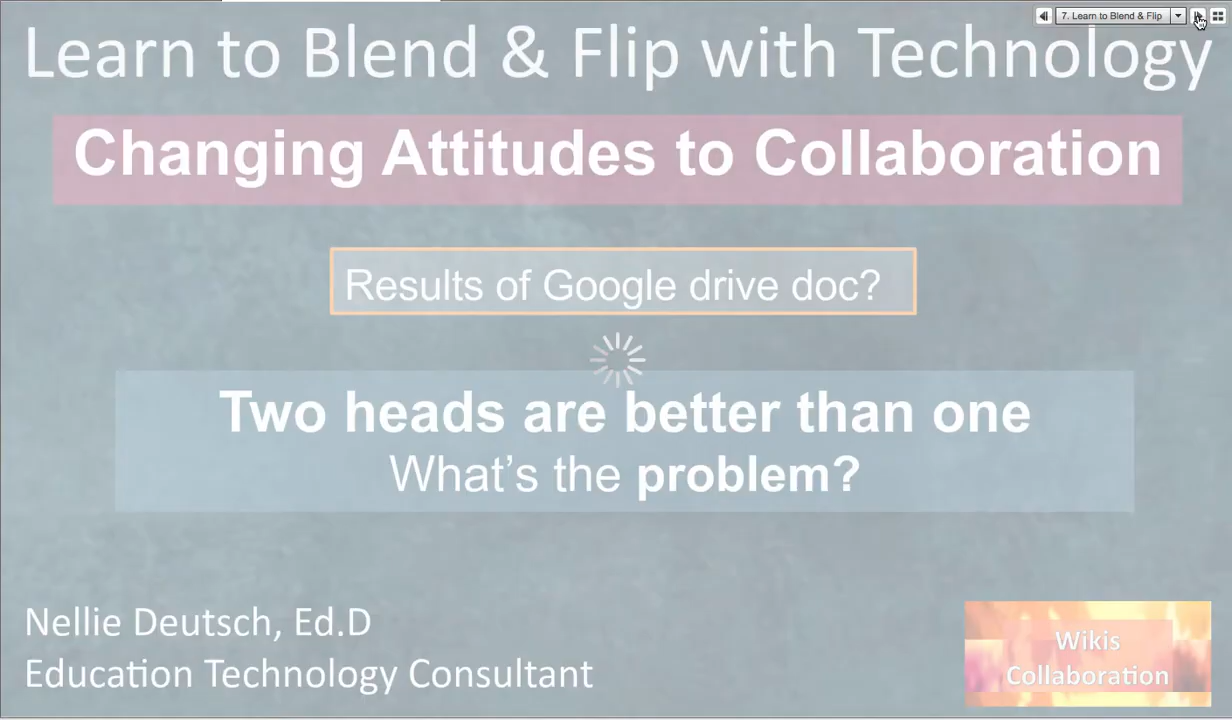 7. Learn to Blend & Flip
Learn to Blend & Flip with Technology
Changing Attitudes to Collaboration
Results of Google drive doc?
Two heads are better than one
What's the problem?
Nellie Deutsch, Ed.D
Education Technology Consultant
Wikis
Collaboration